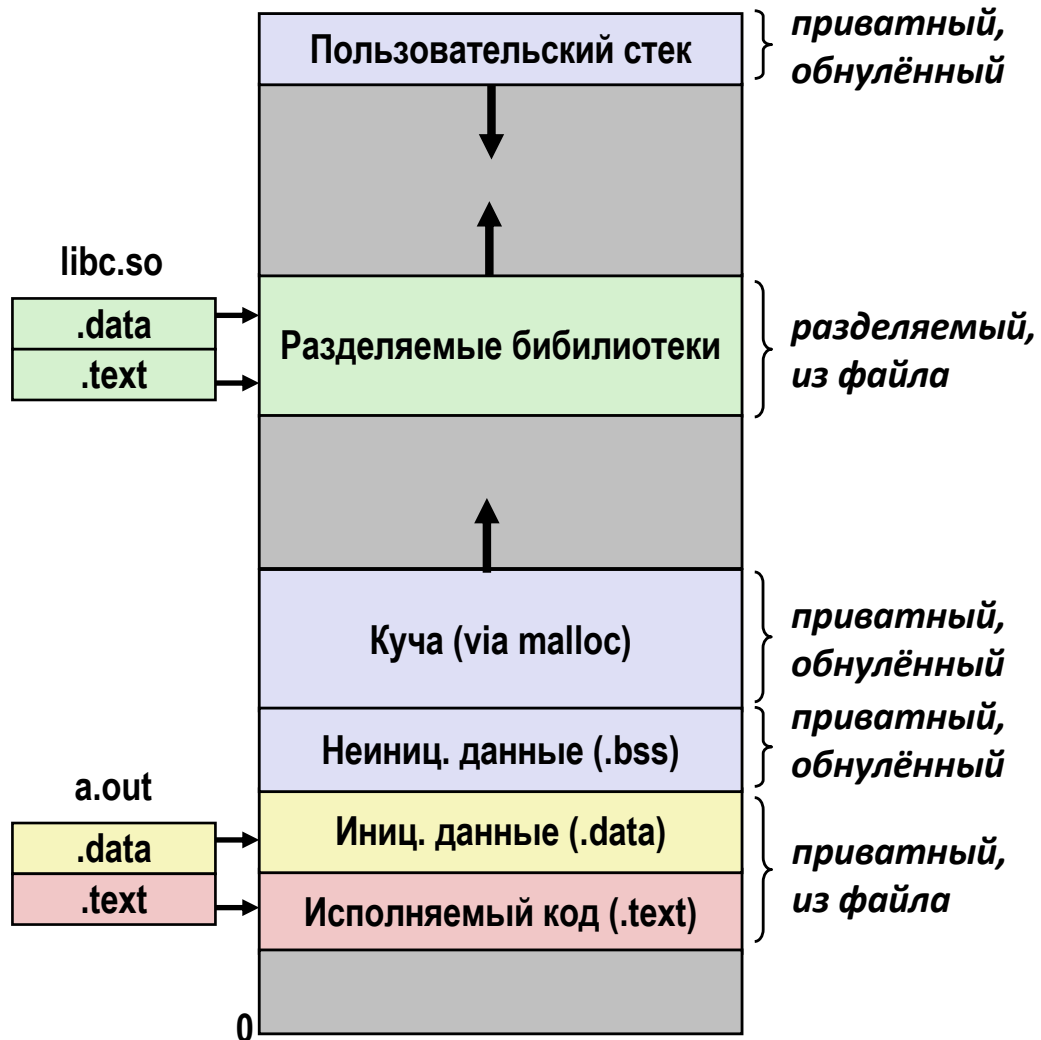 Пользовательский стек
приватный,
обнулённый
libc.so
.data
.text
Разделяемые бибилиотеки
разделяемый,
из файла
Куча (via malloc)
приватный,
обнулённый
Неиниц. данные (.bss)
приватный,
обнулённый
a.out
.data
.text
Иниц. данные (.data)
Исполняемый код (.text)
приватный,
из файла
0